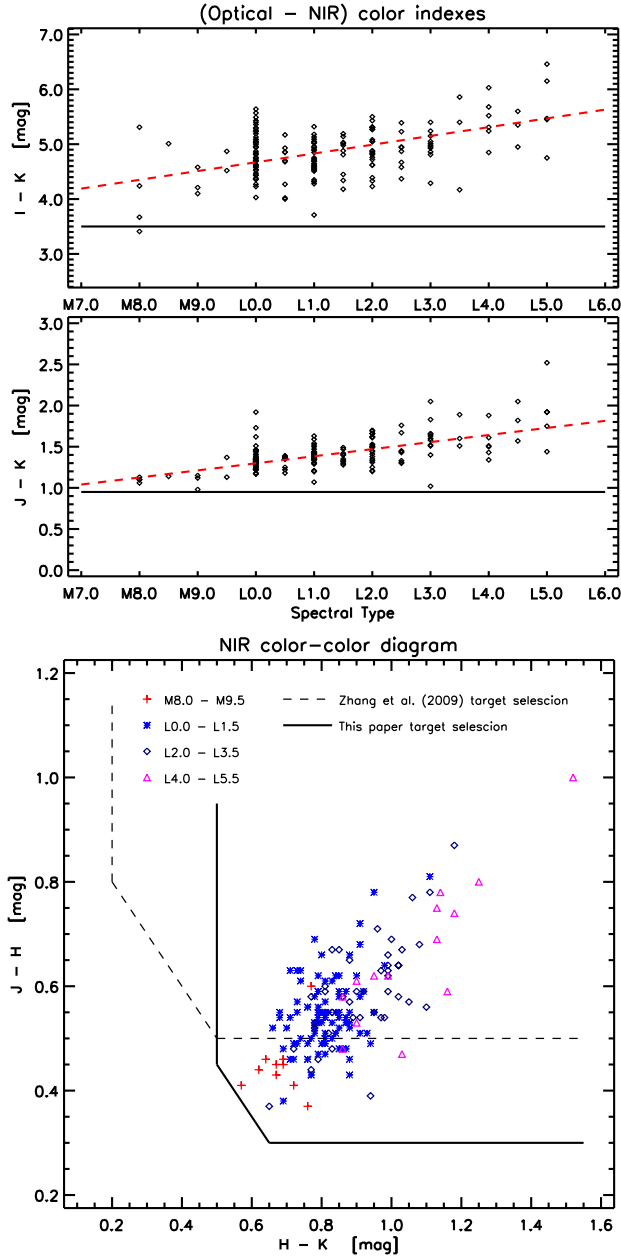 (Optical – NIR) color indexes
7.0
6.0
5.0
4.0
3.0
I – K [mag]
M7.0 M8.0 M9.0 L0.0 L1.0 L2.0 L3.0 L4.0 L5.0 L6.0
3.0
2.5
2.0
1.5
1.0
0.5
0.0
J – K [mag]
M7.0 M8.0 M9.0 L0.0 L1.0 L2.0 L3.0 L4.0 L5.0 L6.0
Spectral Type
NIR color–color diagram
1.2
1.0
0.8
0.6
0.4
0.2
J – H [mag]
M8.0 – M9.5
L0.0 – L1.5
L2.0 – L3.5
L4.0 – L5.5
Zhang et al. (2009) target selescion
This paper target selescion
0.2 0.4 0.6 0.8 1.0 1.2 1.4 1.6
H – K [mag]